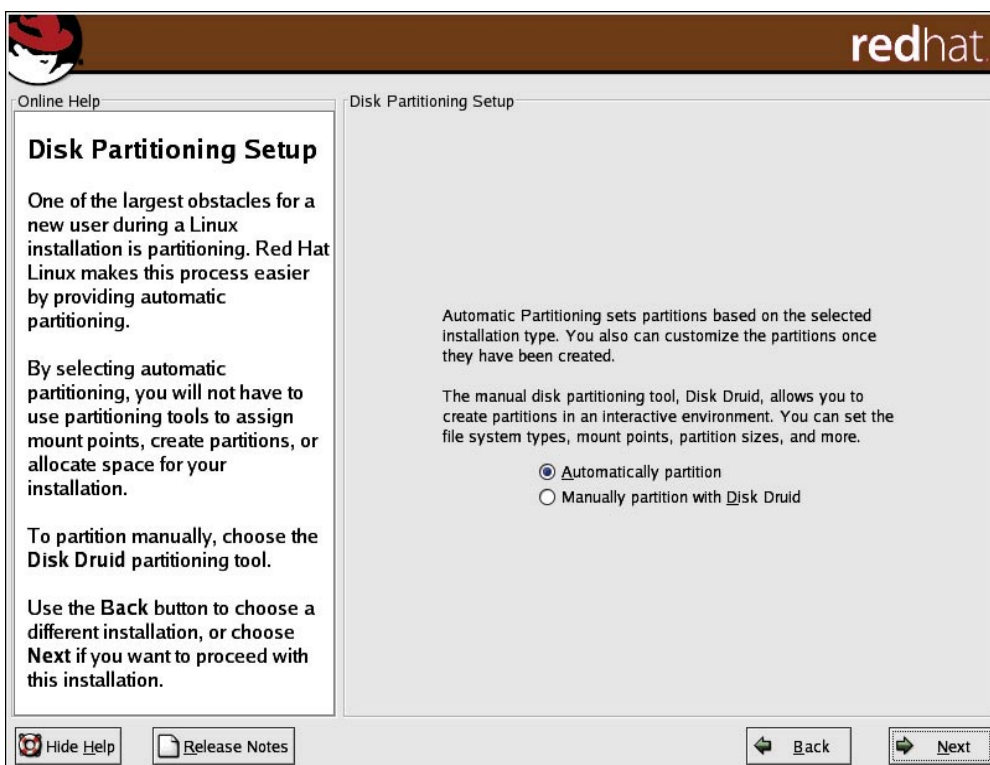 redhat.
Online Help
Disk Partitioning Setup
One of the largest obstacles for a
new user during a Linux
installation is partitioning. Red Hat
Linux makes this process easier
by providing automatic
partitioning.
By selecting automatic
partitioning, you will not have to
use partitioning tools to assign
mount points, create partitions, or
allocate space for your
installation.
To partition manually, choose the
Disk Druid partitioning tool.
Use the Back button to choose a
different installation, or choose
Next if you want to proceed with
this installation.
Disk Partitioning Setup
Automatic Partitioning sets partitions based on the selected
installation type. You also can customize the partitions once
they have been created.
The manual disk partitioning tool, Disk Druid, allows you to
create partitions in an interactive environment. You can set the
file system types, mount points, partition sizes, and more.
Automatically partition
Manually partition with Disk Druid
Hide Help
Release Notes
Back
Next